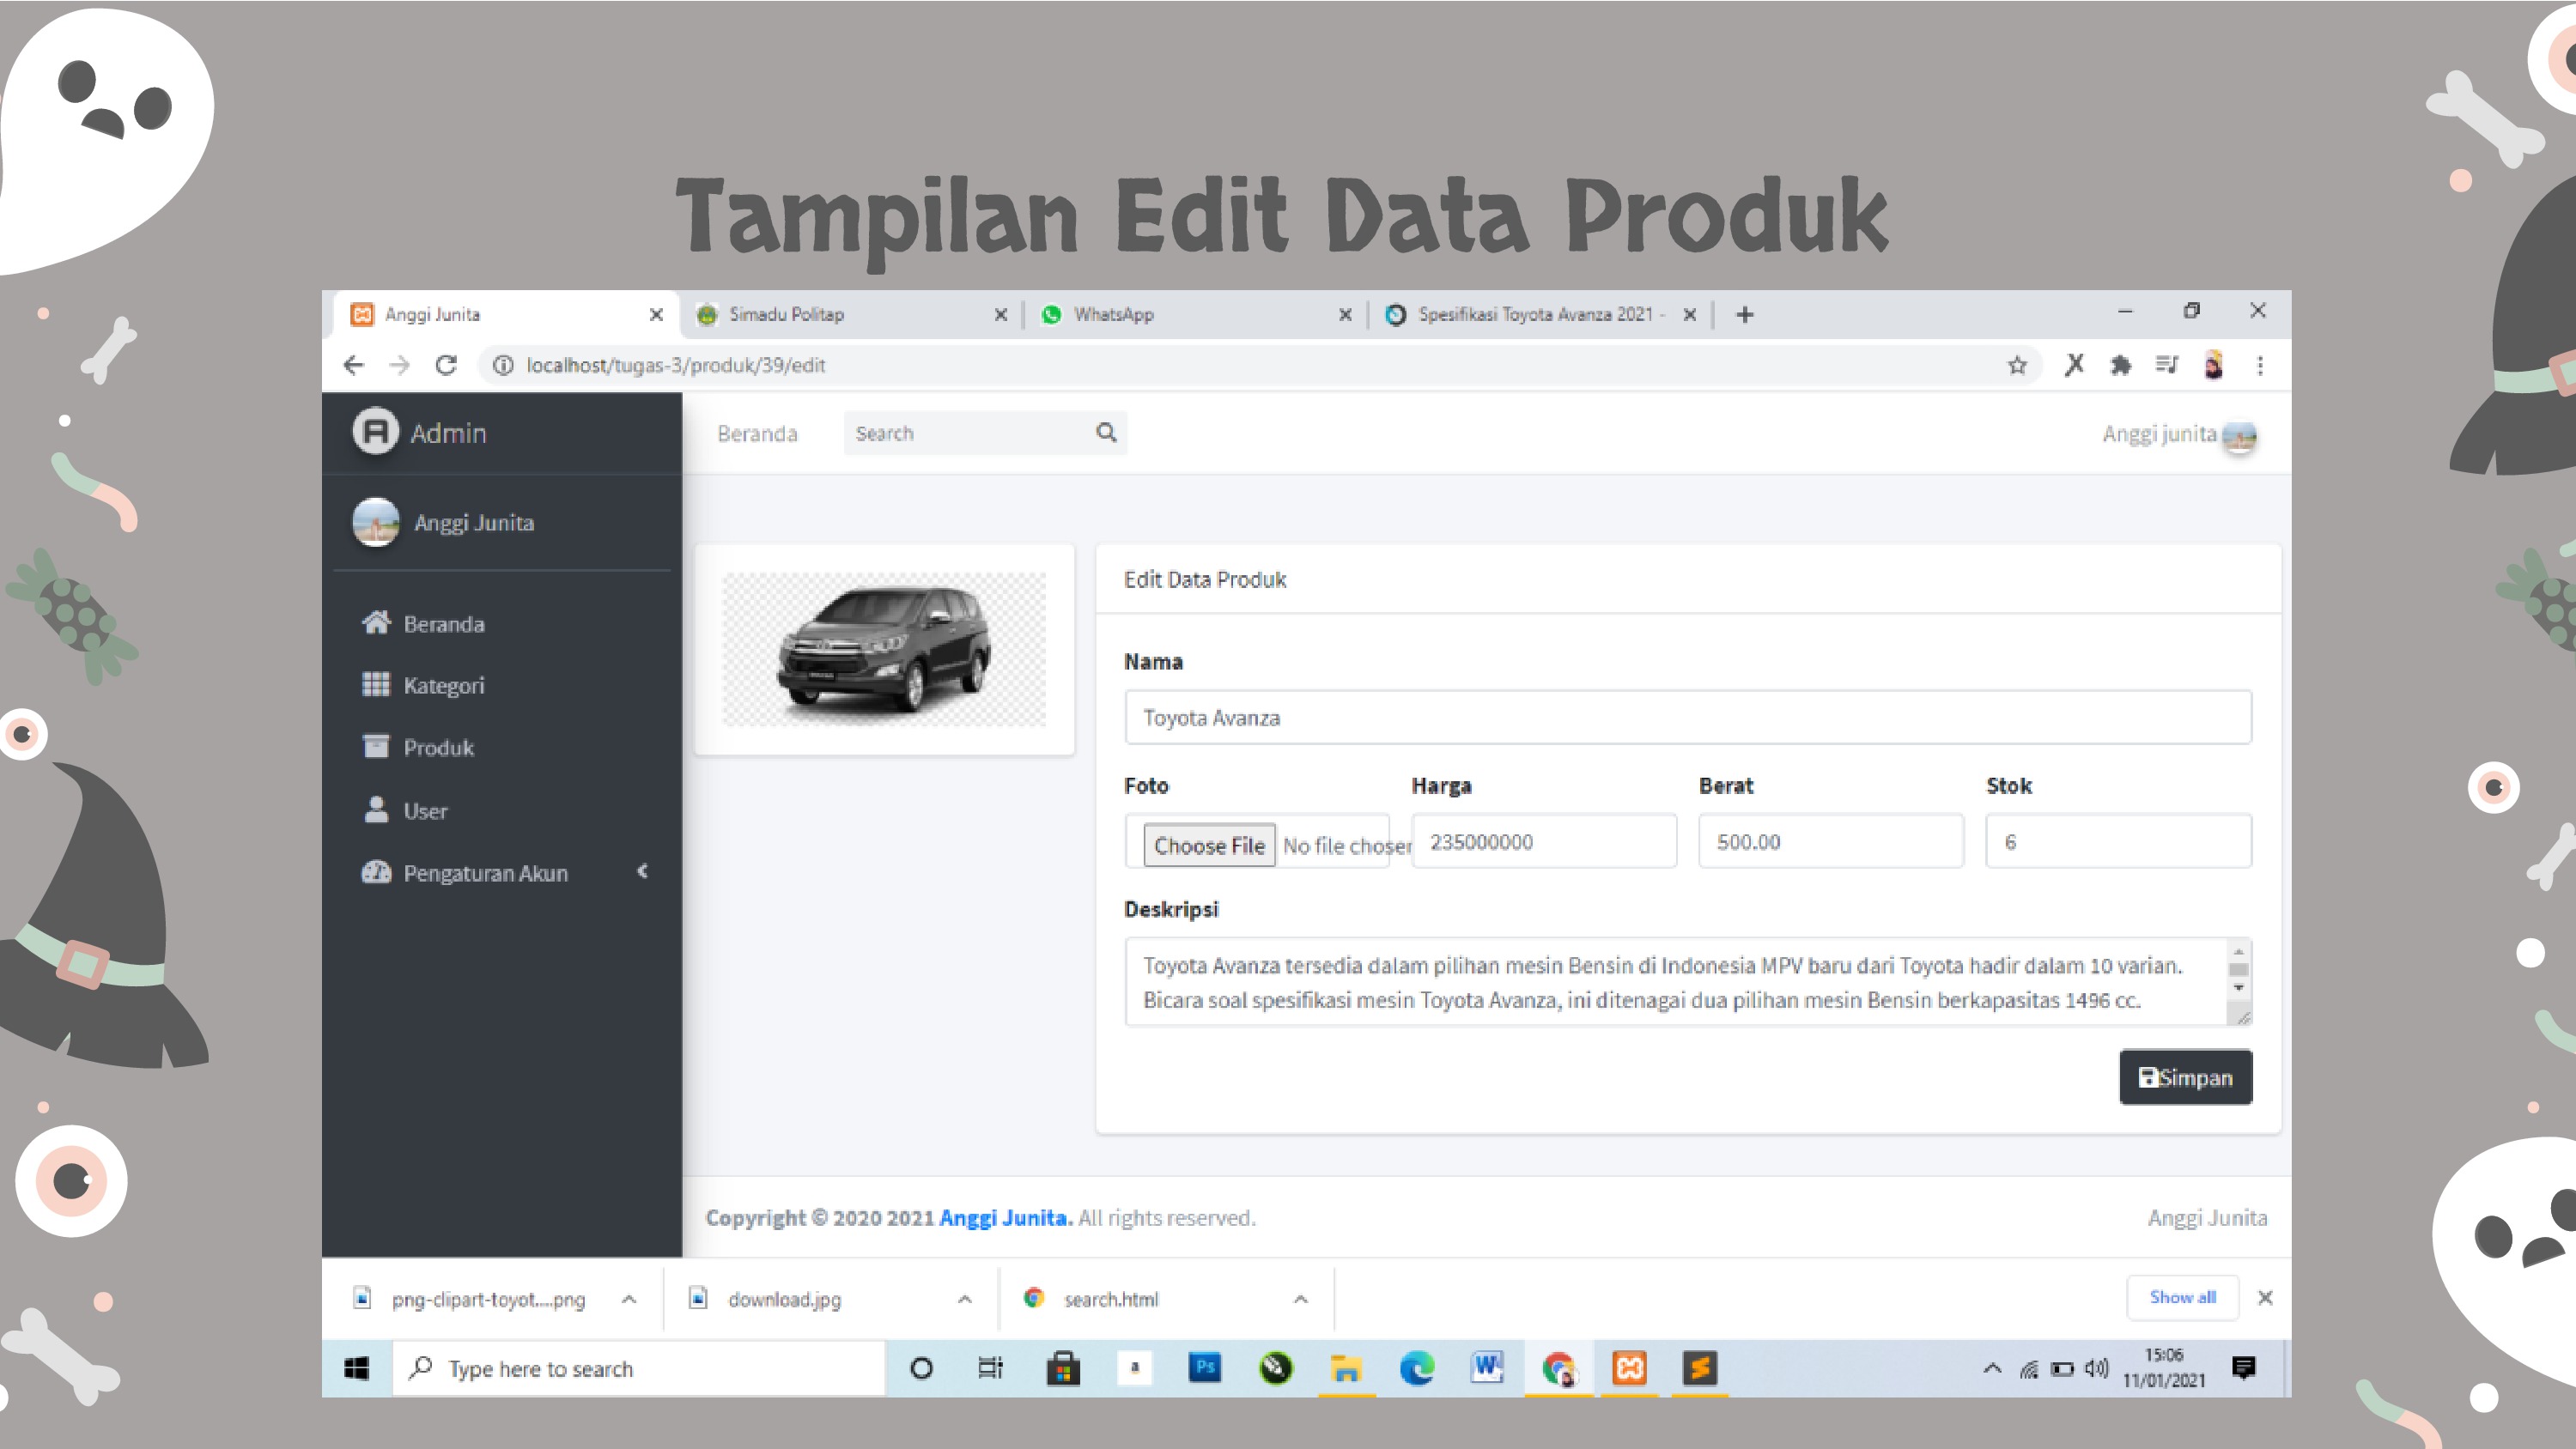 Tampilan Edit Data Produk
Anggi Junita
Simadu Politap
WhatsApp
Spesifikasi Toyota Avanza 2021 -
localhost/tugas-3/produk/39/edit
Admin
Beranda
Search
Anggi junita
Anggi Junita
Beranda
Kategori
Produk
User
Pengaturan Akun
Edit Data Produk
Nama
Toyota Avanza
Foto Harga Berat Stok
Choose File No file chosen 235000000 500.00 6
Deskripsi
Toyota Avanza tersedia dalam pilihan mesin Bensin di Indonesia MPV baru dari Toyota hadir dalam 10 varian.
Bicara soal spesifikasi mesin Toyota Avanza, ini ditenagai dua pilihan mesin Bensin berkapasitas 1496 cc.
Simpan
Copyright © 2020 2021 Anggi Junita. All rights reserved.
Anggi Junita
png-clipart-toyot....png
download.jpg
search.html
Show all
Type here to search
a
Ps
W
15:06
11/01/2021